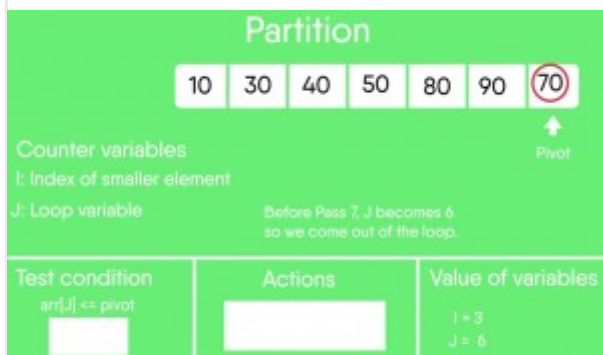 Partition
10 30 40 50 80 90 70
Pivot
Counter variables
I: Index of smaller element
J: Loop variable
Before Pass 7, J becomes 6
so we come out of the loop.
Test condition
arr[J] <= pivot
Actions
Value of variables
I = 3
J = 6